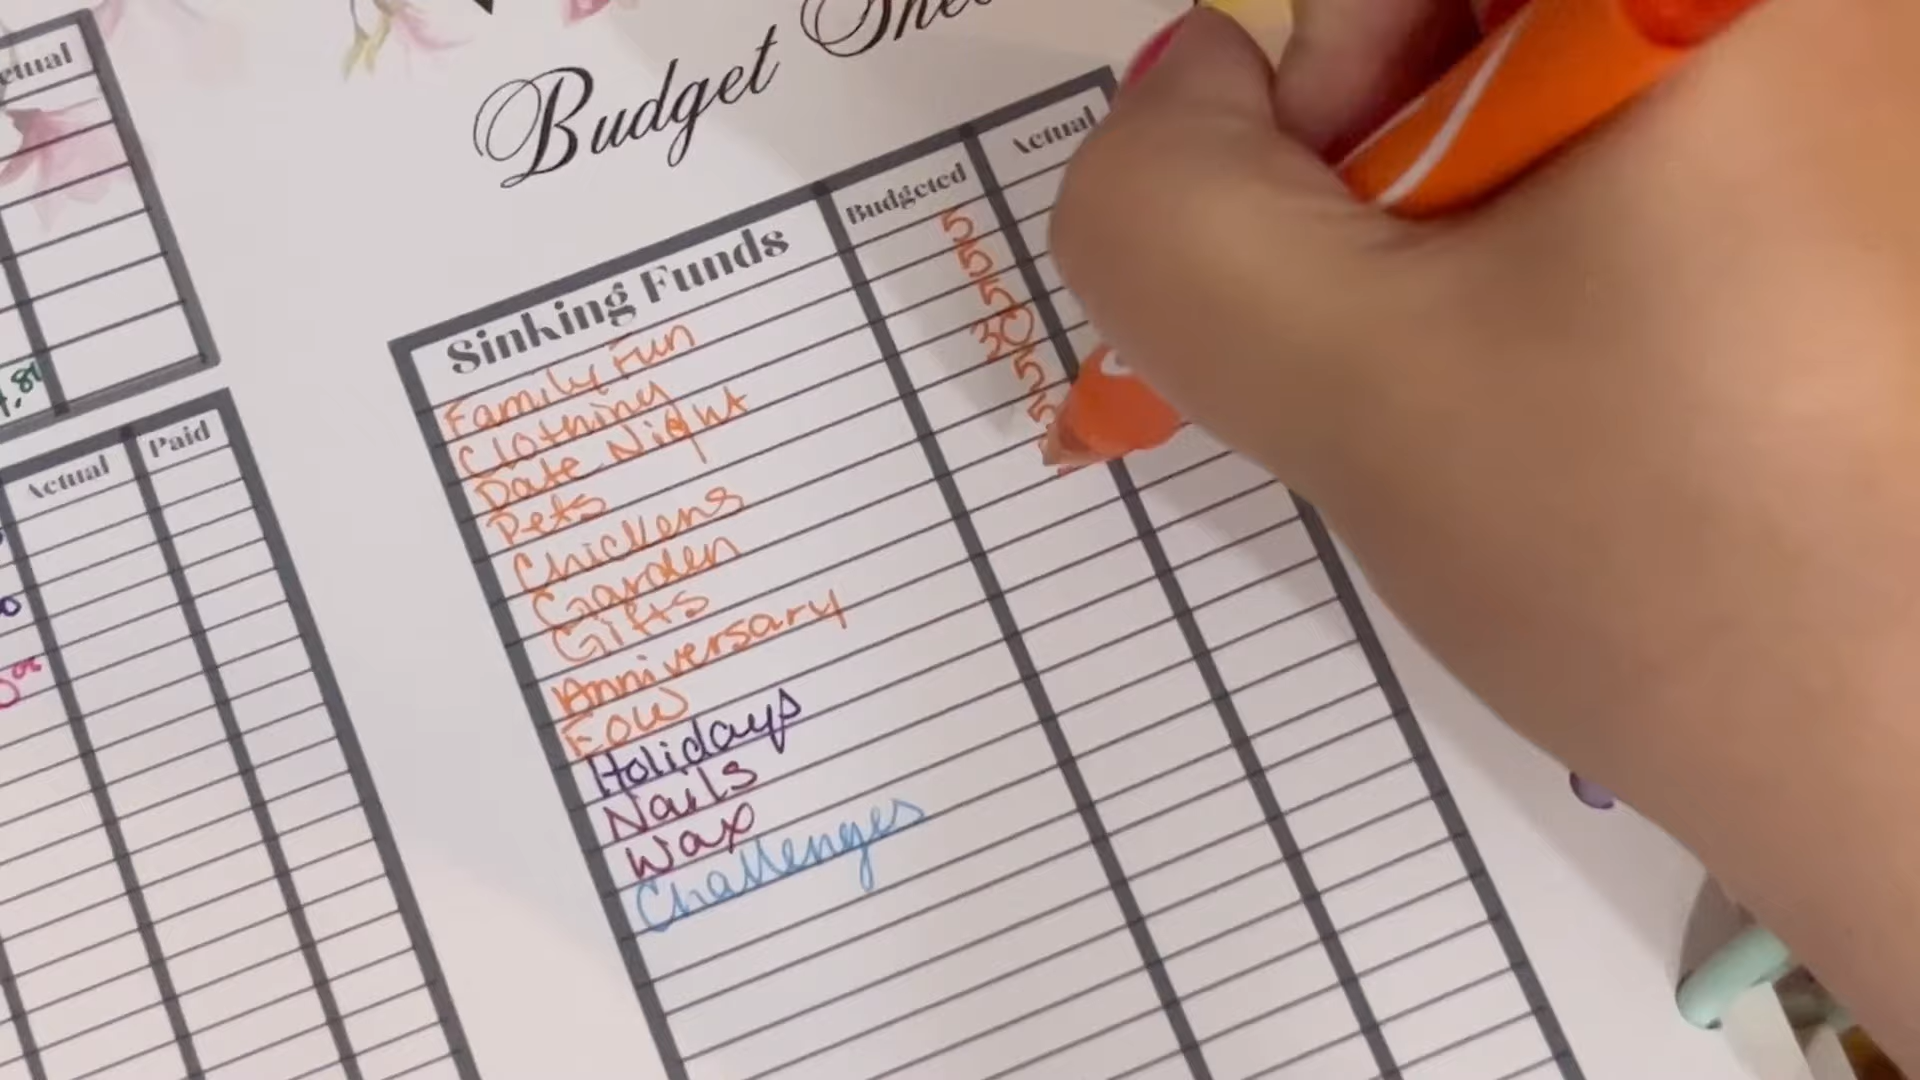 Budget
Actual
Paid
Actual
Sinking Funds Budgeted Actual
Family Fun 5
Clothing 5
Date Night 5
Pets 30
Chickens 5
Garden 5
Gifts
Anniversary
EOW
Holidays
Nails
Wax
Challenges